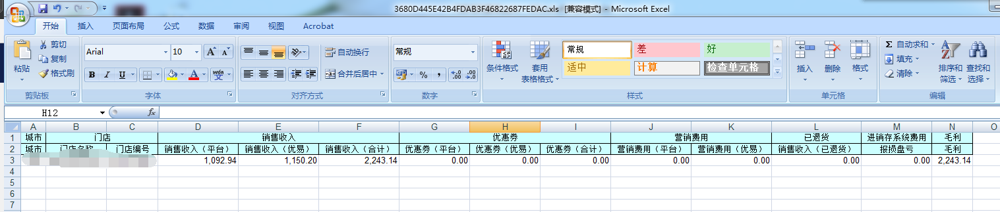 3680D445E42B4FDAB3F46822687FEDAC.xls [兼容模式] - Microsoft Excel
开始 插入 页面布局 公式 数据 审阅 视图 Acrobat
粘贴 剪切 复制 格式刷 剪贴板
Arial 10 A A
B I U A wén 变
字体
自动换行
合并后居中
对齐方式
常规
% , .00 .00
数字
条件格式 套用表格格式
常规 差 好
适中 计算 检查单元格
样式
插入 删除 格式
单元格
Σ 自动求和
填充
清除
排序和筛选 查找和选择
编辑
H12 fx
A B C D E F G H I J K L M N O
1 城市 门店 销售收入 优惠券 营销费用 已退货 进销存系统费用 毛利
2 城市 门店名称 门店编号 销售收入（平台） 销售收入（优易） 销售收入（合计） 优惠券（平台） 优惠券（优易） 优惠券（合计） 营销费用（平台） 营销费用（优易） 销售收入（已退货） 报损盘亏 毛利
3 1,092.94 1,150.20 2,243.14 0.00 0.00 0.00 0.00 0.00 0.00 0.00 2,243.14
4
5
6
7